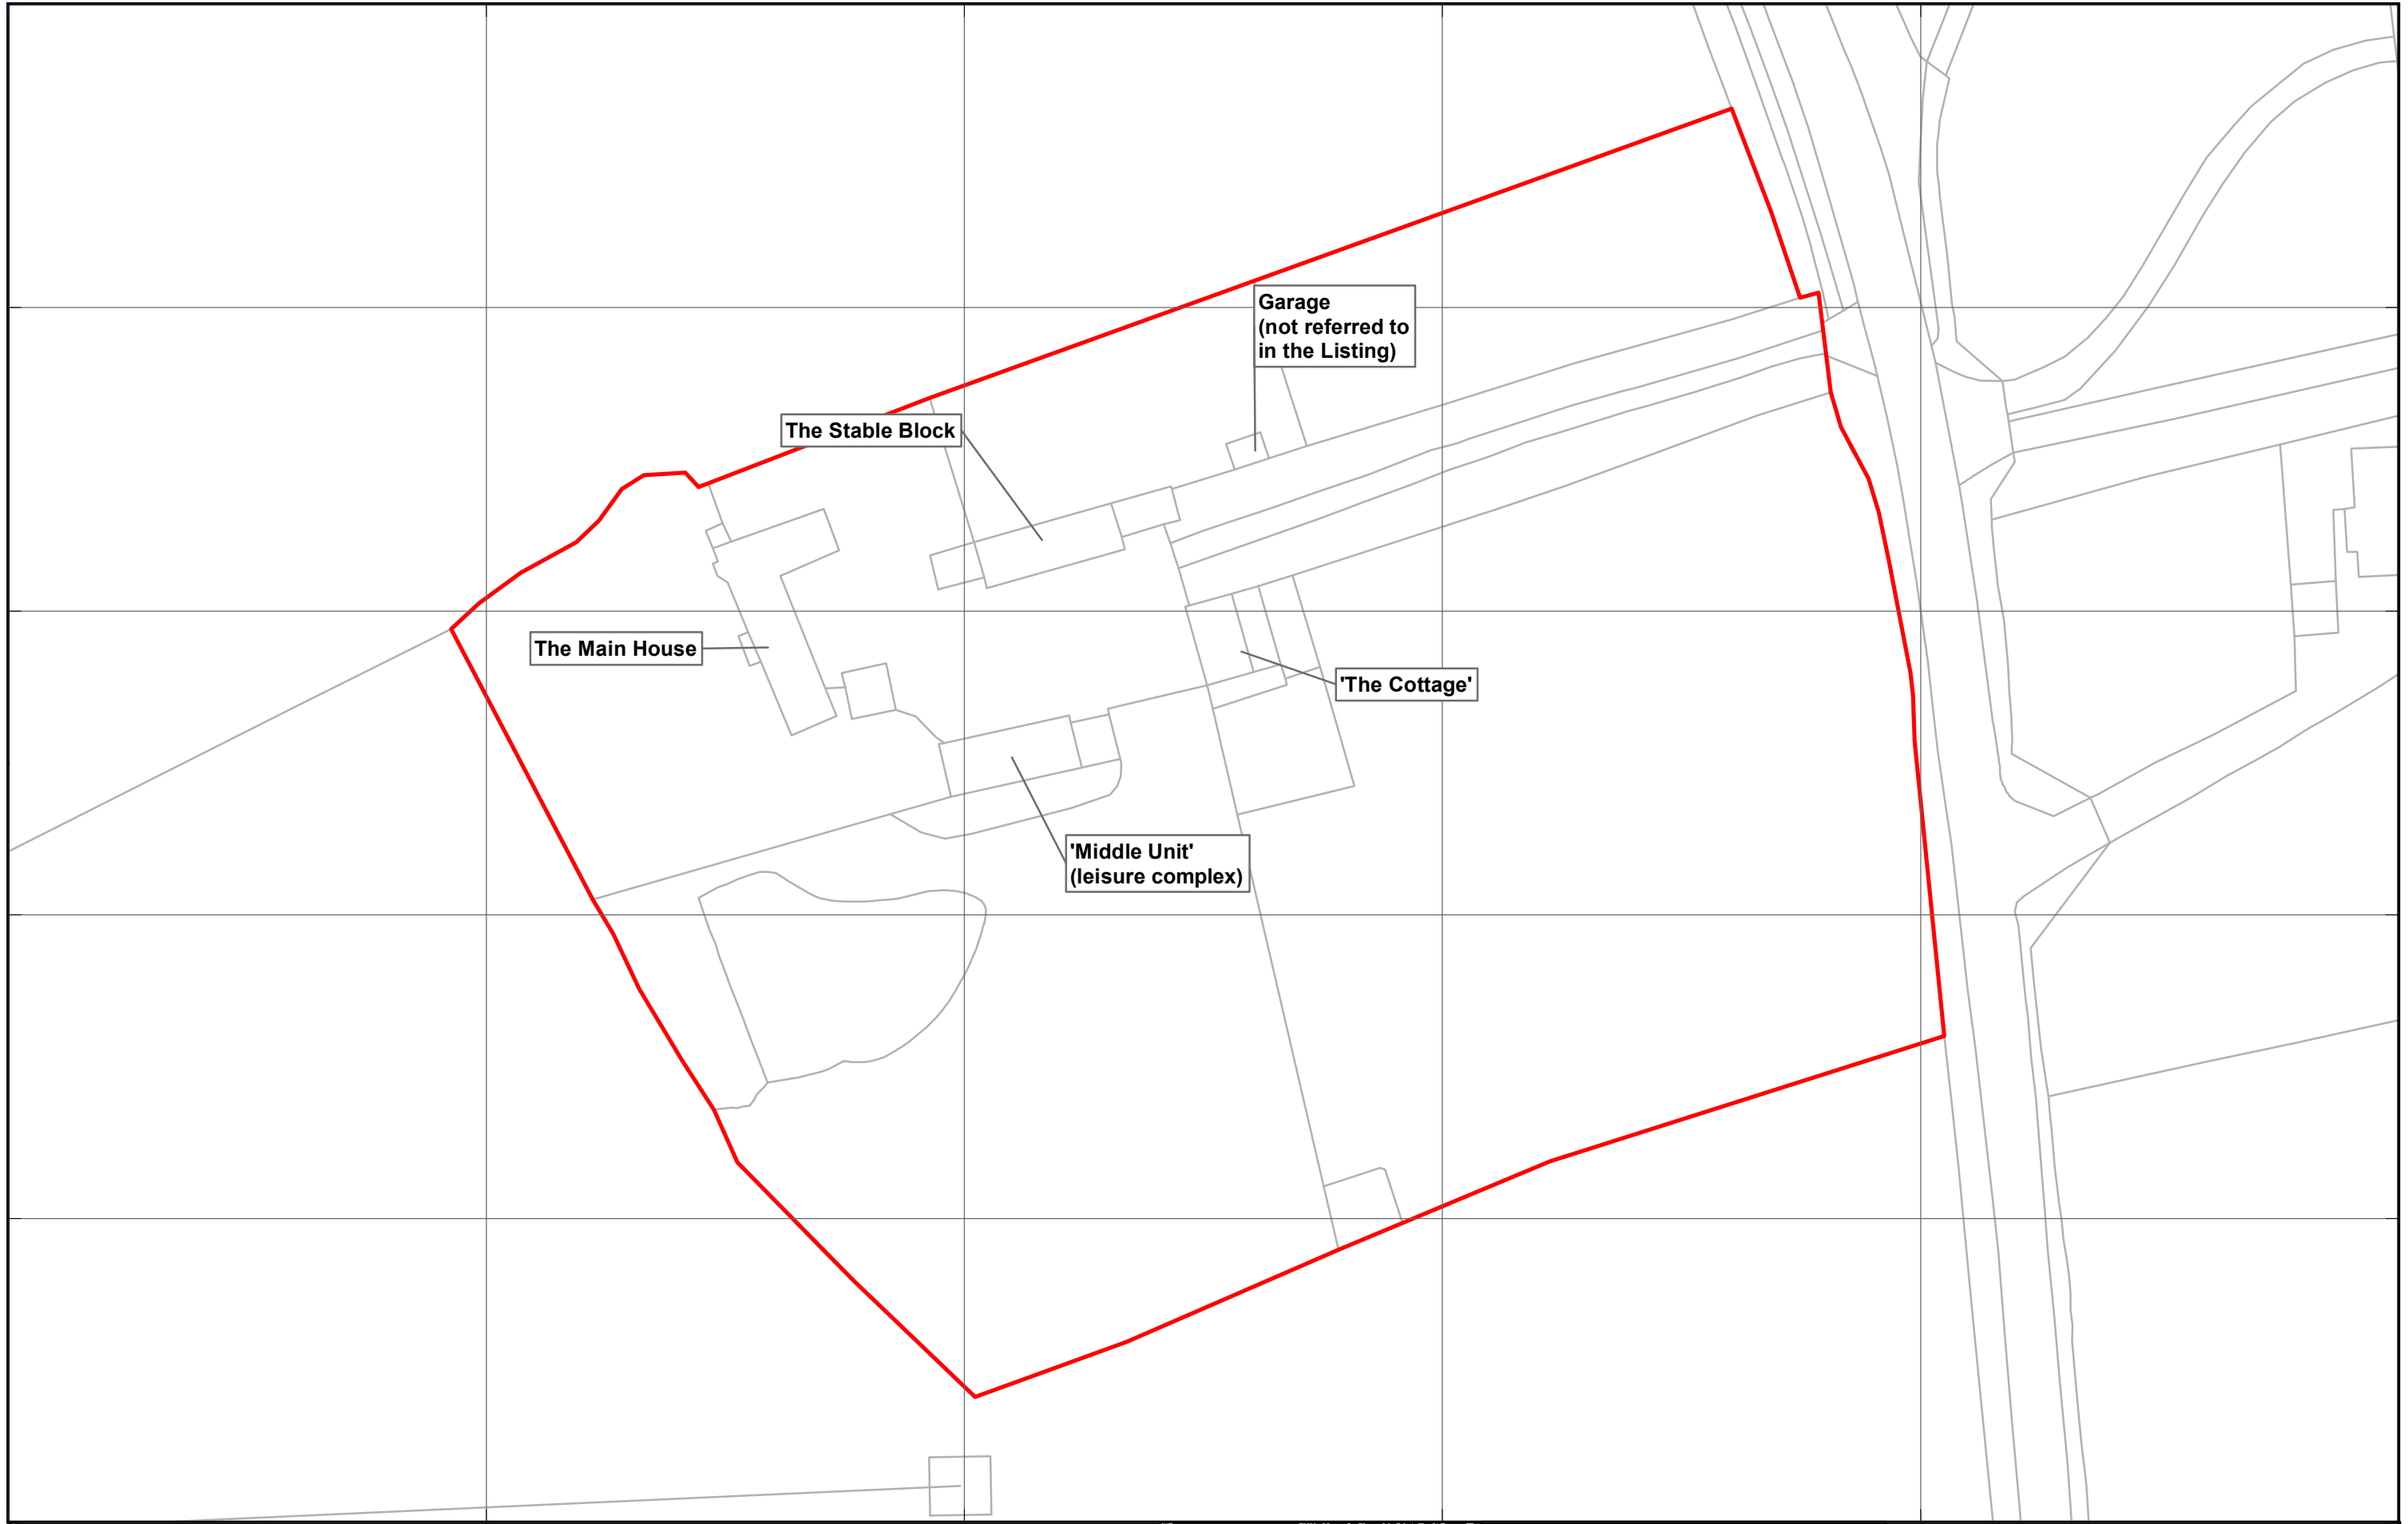 Garage
(not referred to
in the Listing)
The Stable Block
The Main House
'The Cottage'
'Middle Unit'
(leisure complex)